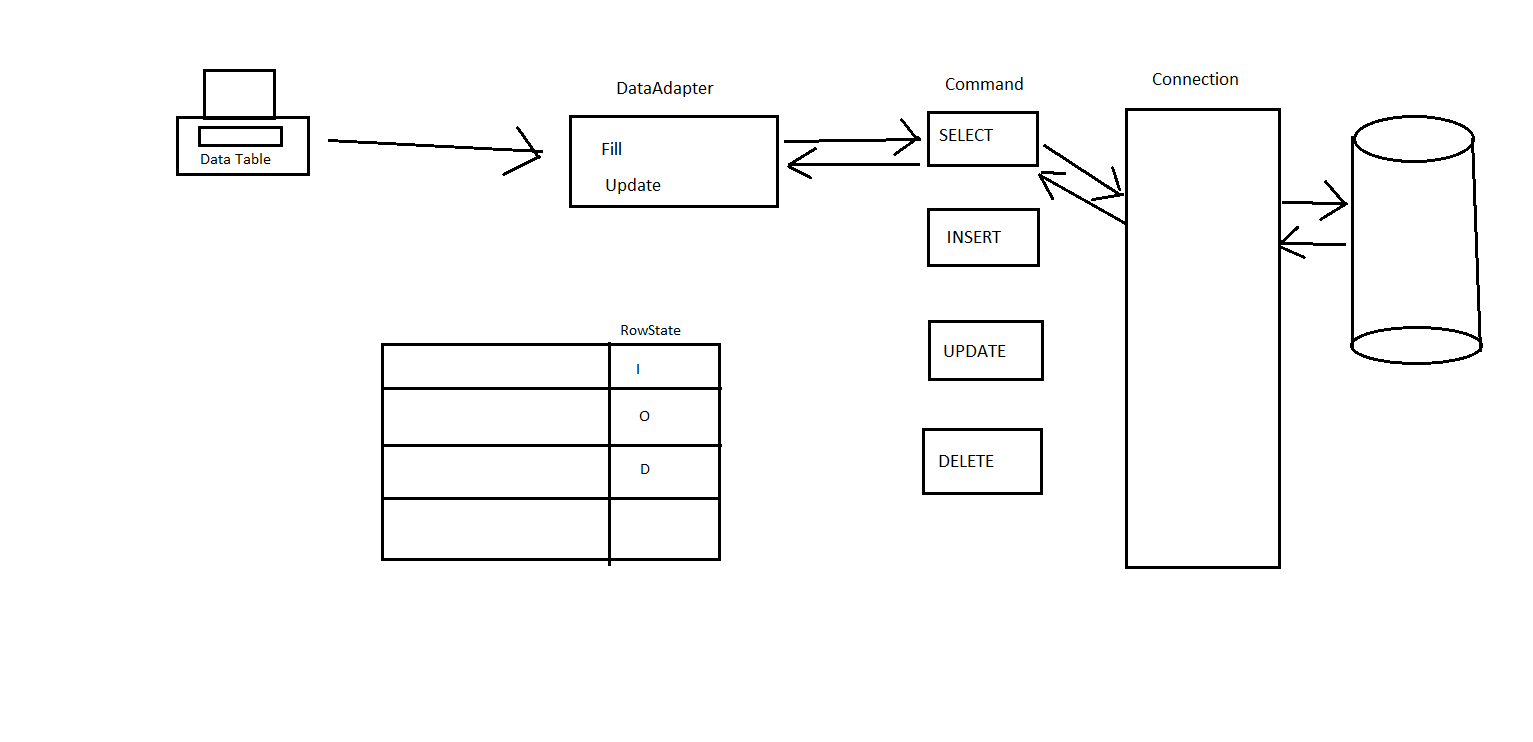 Connection
Command
DataAdapter
SELECT
Fill
Data Table
Update
INSERT
RowState
UPDATE
I
O
DELETE
D